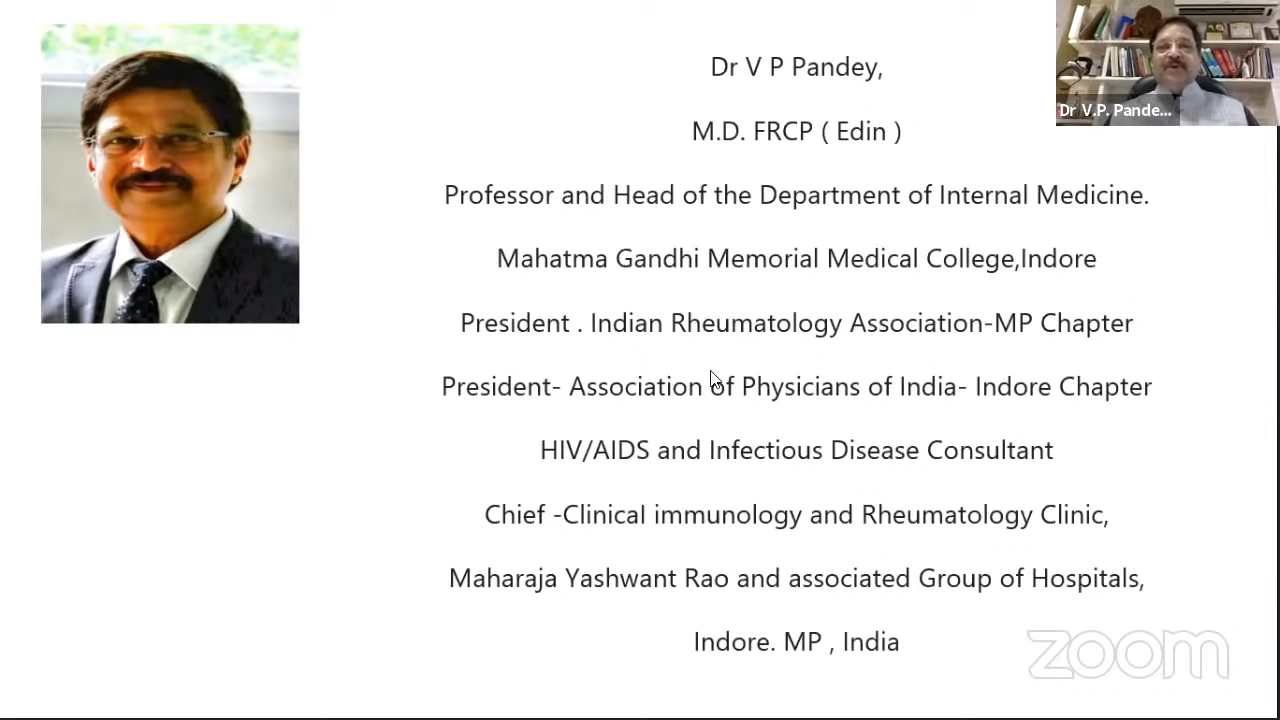 Dr V P Pandey,
Dr V.P. Pande...
M.D. FRCP ( Edin )
Professor and Head of the Department of Internal Medicine.
Mahatma Gandhi Memorial Medical College,Indore
President . Indian Rheumatology Association-MP Chapter
President- Association of Physicians of India- Indore Chapter
HIV/AIDS and Infectious Disease Consultant
Chief -Clinical immunology and Rheumatology Clinic,
Maharaja Yashwant Rao and associated Group of Hospitals,
Indore. MP , India
zoom